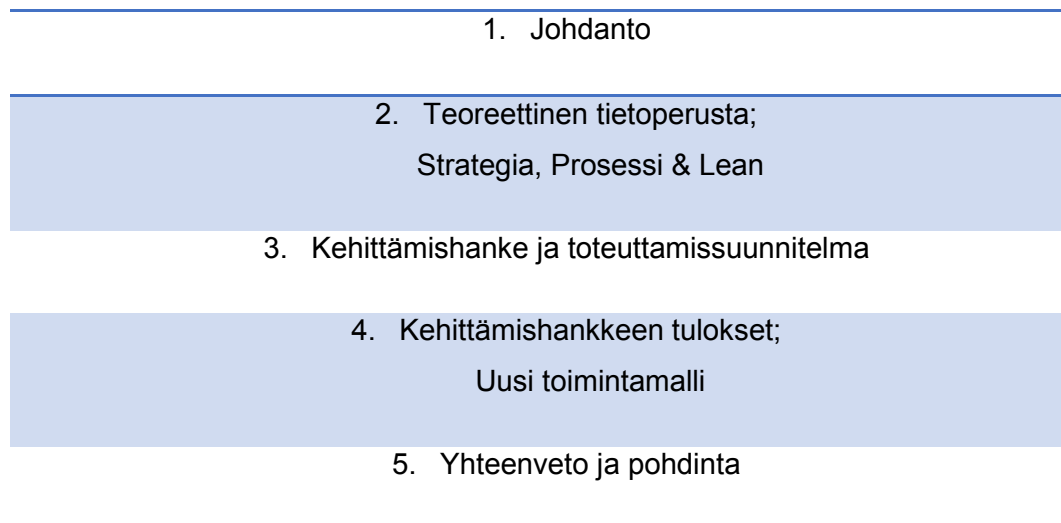 1. Johdanto
2. Teoreettinen tietoperusta;
Strategia, Prosessi & Lean
3. Kehittämishanke ja toteuttamissuunnitelma
4. Kehittämishankkeen tulokset;
Uusi toimintamalli
5. Yhteenveto ja pohdinta